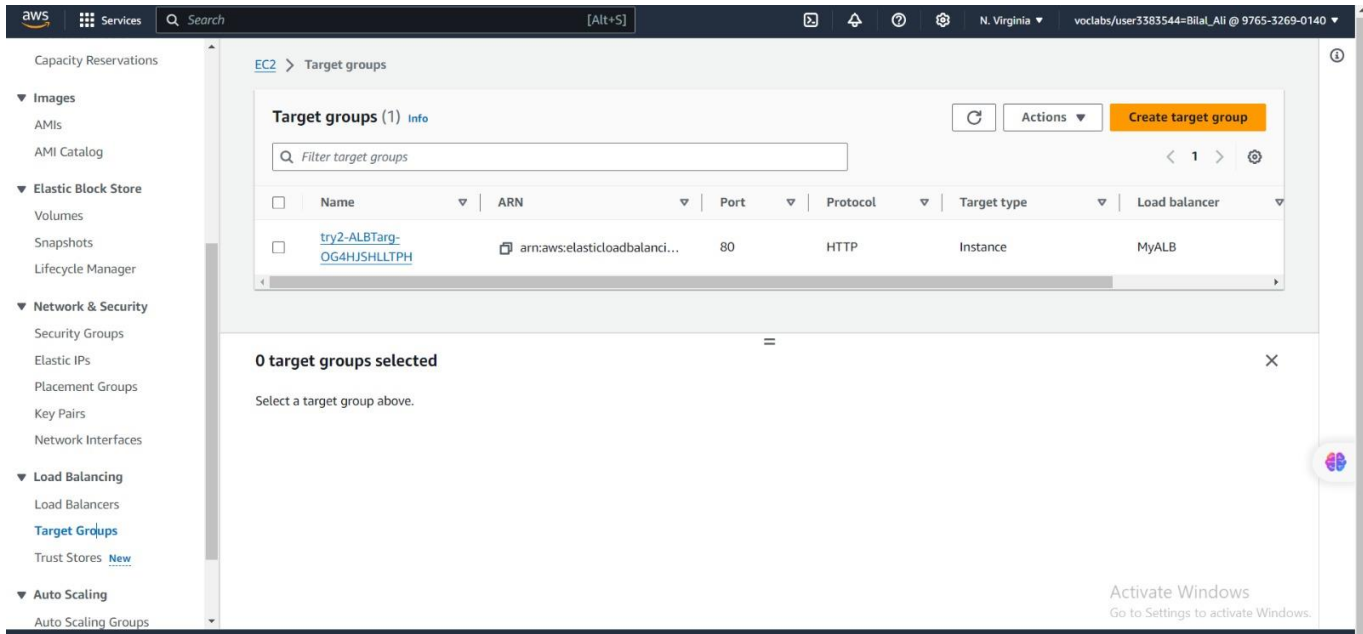 aws Services Search [Alt+S] N. Virginia ▼ voclabs/user3383544=Bilal_Ali @ 9765-3269-0140 ▼
Capacity Reservations
▼ Images
AMIs
AMI Catalog
▼ Elastic Block Store
Volumes
Snapshots
Lifecycle Manager
▼ Network & Security
Security Groups
Elastic IPs
Placement Groups
Key Pairs
Network Interfaces
▼ Load Balancing
Load Balancers
Target Groups
Trust Stores New
▼ Auto Scaling
Auto Scaling Groups
EC2 > Target groups
Target groups (1) Info Actions ▼ Create target group
Filter target groups < 1 >
Name ARN Port Protocol Target type Load balancer
try2-ALBTarg-
OG4HJSHLLTPH arn:aws:elasticloadbalanci... 80 HTTP Instance MyALB
0 target groups selected
Select a target group above.
Activate Windows
Go to Settings to activate Windows.